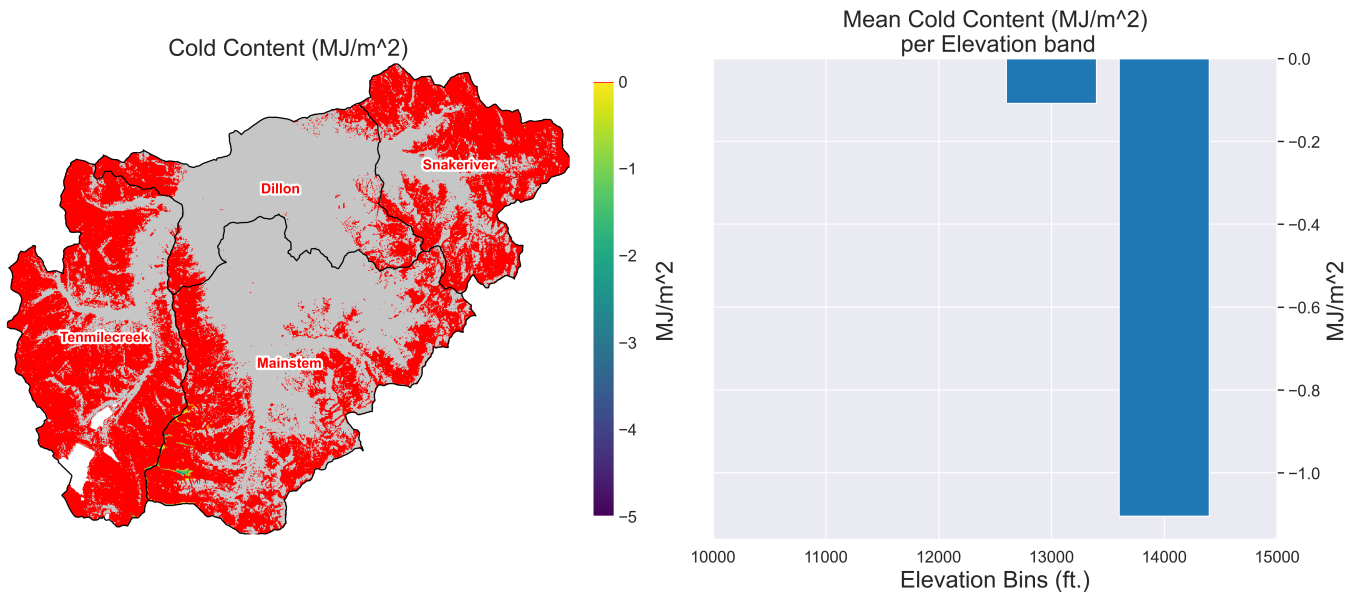 Cold Content (MJ/m^2)
Dillon
Snakeriver
Tenmilecreek
Mainstem
0
−1
−2
−3
−4
−5
MJ/m^2
Mean Cold Content (MJ/m^2)
per Elevation band
0.0
−0.2
−0.4
−0.6
−0.8
−1.0
MJ/m^2
10000
11000
12000
13000
14000
15000
Elevation Bins (ft.)